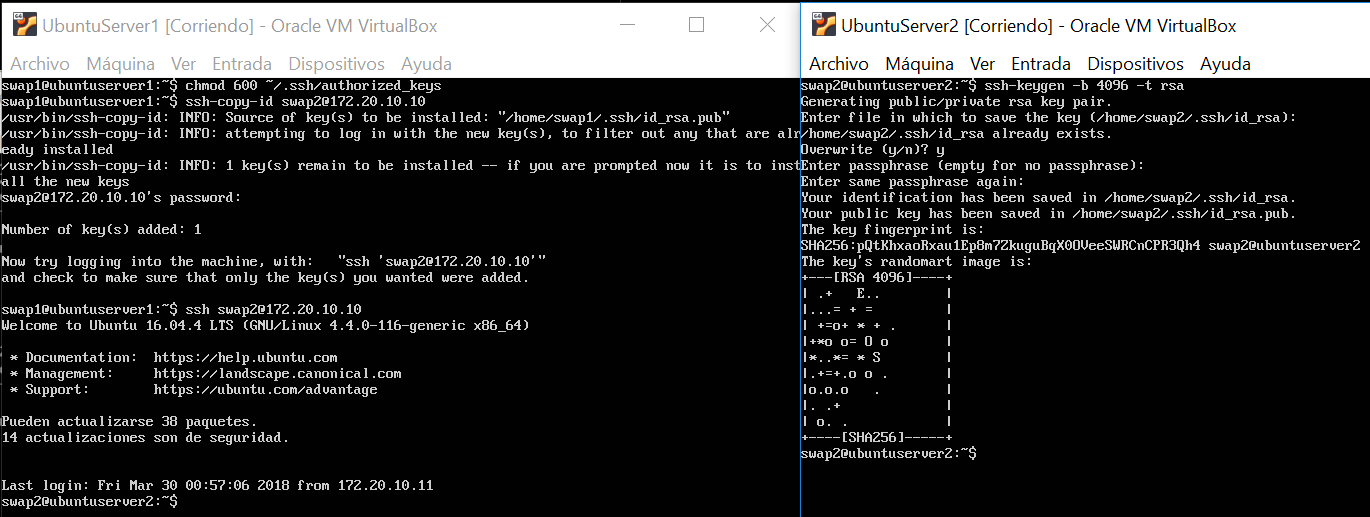 UbuntuServer1 [Corriendo] - Oracle VM VirtualBox
Archivo Máquina Ver Entrada Dispositivos Ayuda
swap1@ubuntuserver1:~$ chmod 600 ~/.ssh/authorized_keys
swap1@ubuntuserver1:~$ ssh-copy-id swap2@172.20.10.10
/usr/bin/ssh-copy-id: INFO: Source of key(s) to be installed: "/home/swap1/.ssh/id_rsa.pub"
/usr/bin/ssh-copy-id: INFO: attempting to log in with the new key(s), to filter out any that are alr
eady installed
/usr/bin/ssh-copy-id: INFO: 1 key(s) remain to be installed -- if you are prompted now it is to inst
all the new keys
swap2@172.20.10.10's password:
Number of key(s) added: 1
Now try logging into the machine, with:   "ssh 'swap2@172.20.10.10'"
and check to make sure that only the key(s) you wanted were added.
swap1@ubuntuserver1:~$ ssh swap2@172.20.10.10
Welcome to Ubuntu 16.04.4 LTS (GNU/Linux 4.4.0-116-generic x86_64)
 * Documentation:  https://help.ubuntu.com
 * Management:     https://landscape.canonical.com
 * Support:        https://ubuntu.com/advantage
Pueden actualizarse 38 paquetes.
14 actualizaciones son de seguridad.
Last login: Fri Mar 30 00:57:06 2018 from 172.20.10.11
swap2@ubuntuserver2:~$
UbuntuServer2 [Corriendo] - Oracle VM VirtualBox
Archivo Máquina Ver Entrada Dispositivos Ayuda
swap2@ubuntuserver2:~$ ssh-keygen -b 4096 -t rsa
Generating public/private rsa key pair.
Enter file in which to save the key (/home/swap2/.ssh/id_rsa):
/home/swap2/.ssh/id_rsa already exists.
Overwrite (y/n)? y
Enter passphrase (empty for no passphrase):
Enter same passphrase again:
Your identification has been saved in /home/swap2/.ssh/id_rsa.
Your public key has been saved in /home/swap2/.ssh/id_rsa.pub.
The key fingerprint is:
SHA256:pQtKhxaoRxau1Ep8m7ZkuguBqX0OVeeSWRCnCPR3Qh4 swap2@ubuntuserver2
The key's randomart image is:
+---[RSA 4096]----+
| .+   E..        |
|...= + =         |
| +=o+ * + .      |
|+*o o= O o       |
|*..*= * S        |
|.+=+.o o .       |
|o.o.o   .        |
|. .+             |
| o. .            |
+----[SHA256]-----+
swap2@ubuntuserver2:~$